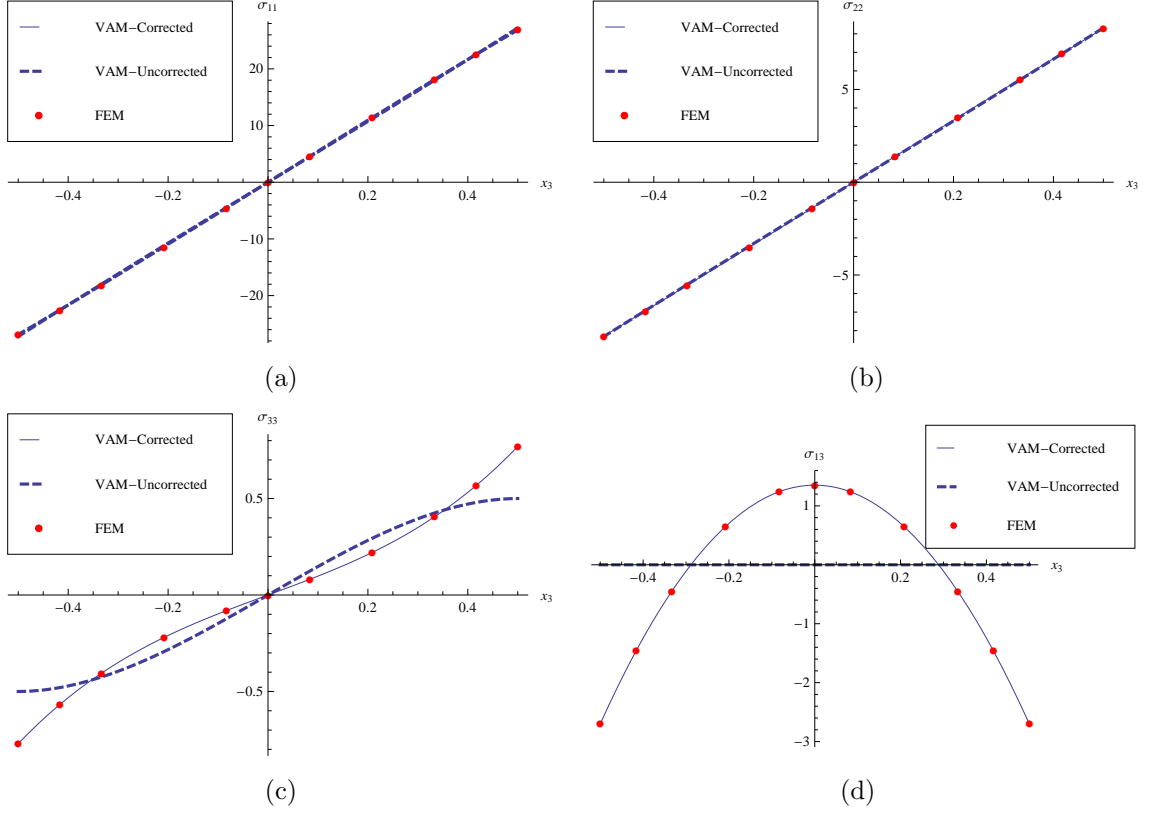 σ11
VAM−Corrected
VAM−Uncorrected
FEM
20
10
−0.4 −0.2 0.2 0.4 x3
−10
−20
(a)
σ22
VAM−Corrected
VAM−Uncorrected
FEM
5
−0.4 −0.2 0.2 0.4 x3
−5
(b)
σ33
VAM−Corrected
VAM−Uncorrected
FEM
0.5
−0.4 −0.2 0.2 0.4 x3
−0.5
(c)
σ13
VAM−Corrected
VAM−Uncorrected
FEM
1
−0.4 −0.2 0.2 0.4 x3
−1
−2
−3
(d)